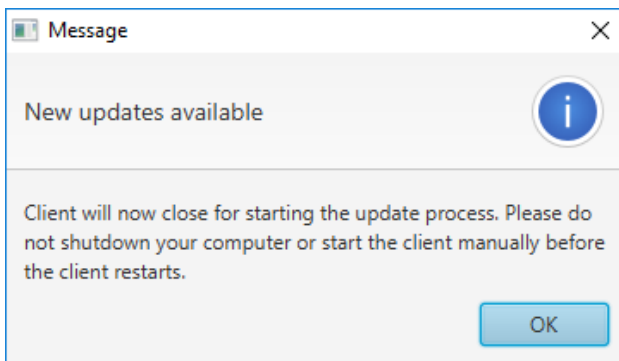 Message
New updates available
Client will now close for starting the update process. Please do
not shutdown your computer or start the client manually before
the client restarts.
OK